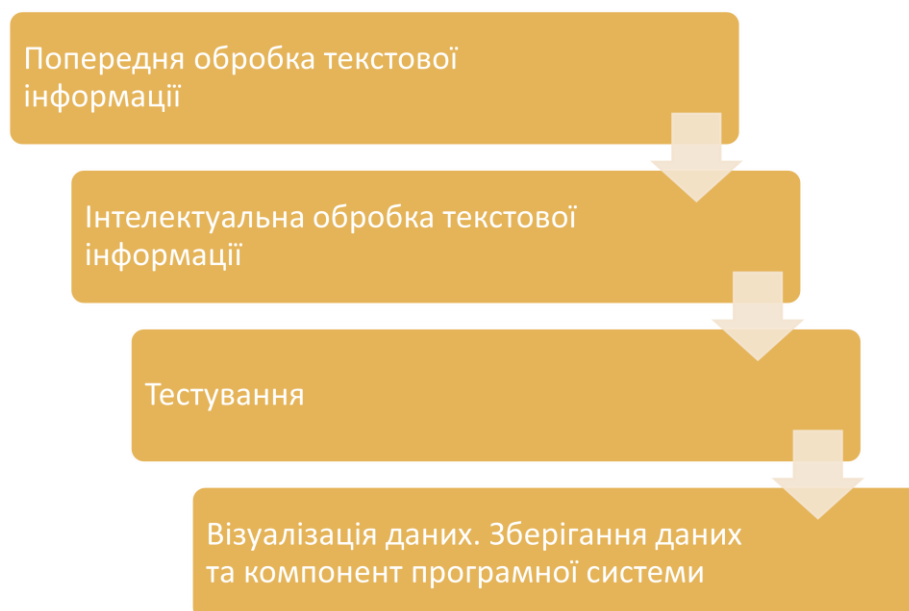 Попередня обробка текстової
інформації
Інтелектуальна обробка текстової
інформації
Тестування
Візуалізація даних. Зберігання даних
та компонент програмної системи